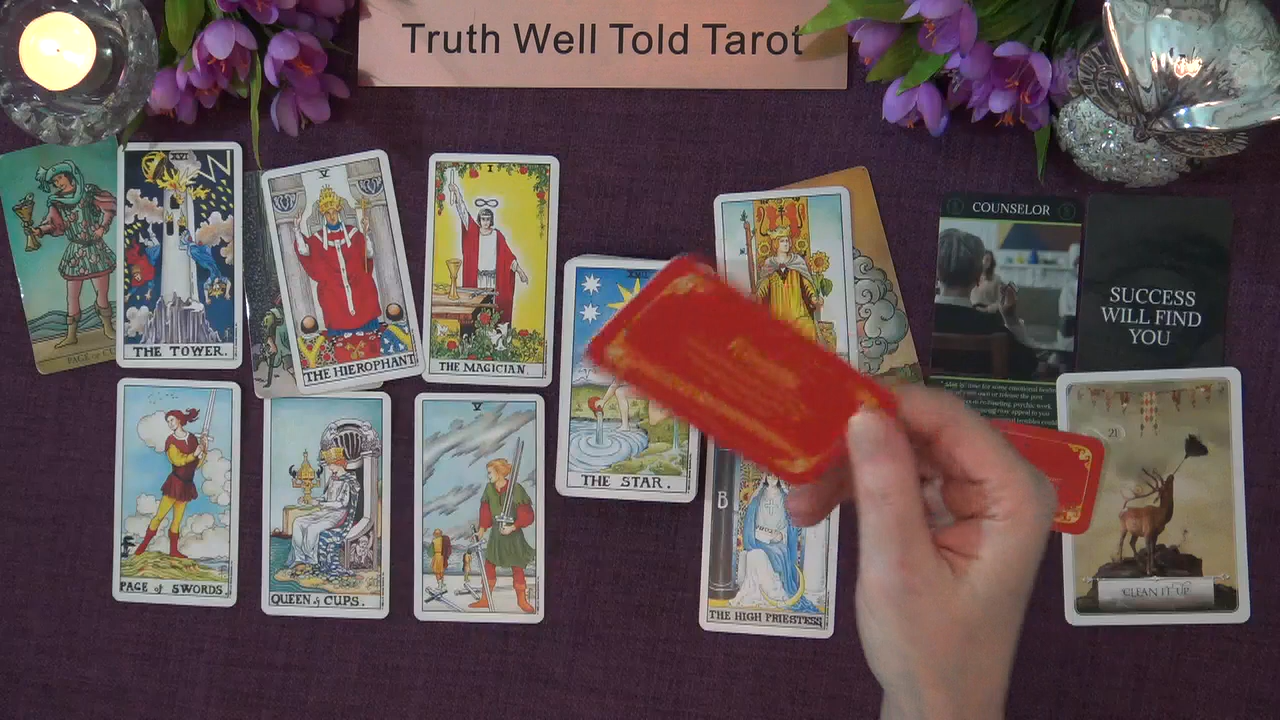 Truth Well Told Tarot
XVI
THE TOWER.
V
THE HIEROPHANT
I
THE MAGICIAN.
THE STAR.
COUNSELOR
SUCCESS
WILL FIND
YOU
PAGE of SWORDS.
QUEEN of CUPS.
V
B
THE HIGH PRIESTESS
21
CLEAN IT UP